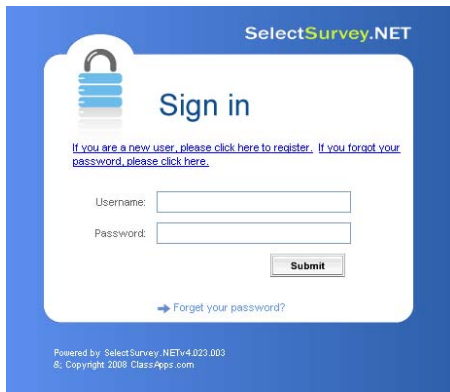 SelectSurvey.NET
Sign in
If you are a new user, please click here to register. If you forgot your
password, please click here.
Username:
Password:
Submit
Forget your password?
Powered by SelectSurvey.NETv4.023.003
&; Copyright 2008 ClassApps.com